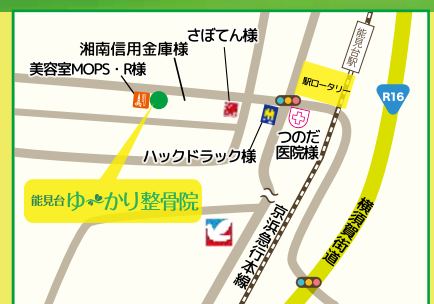 さぼてん様
湘南信用金庫様
美容室MOPS・R様
能見台駅
駅ロータリー
R16
つのだ
医院様
ハックドラック様
能見台ゆ〜かり整骨院
京浜急行本線
横須賀街道